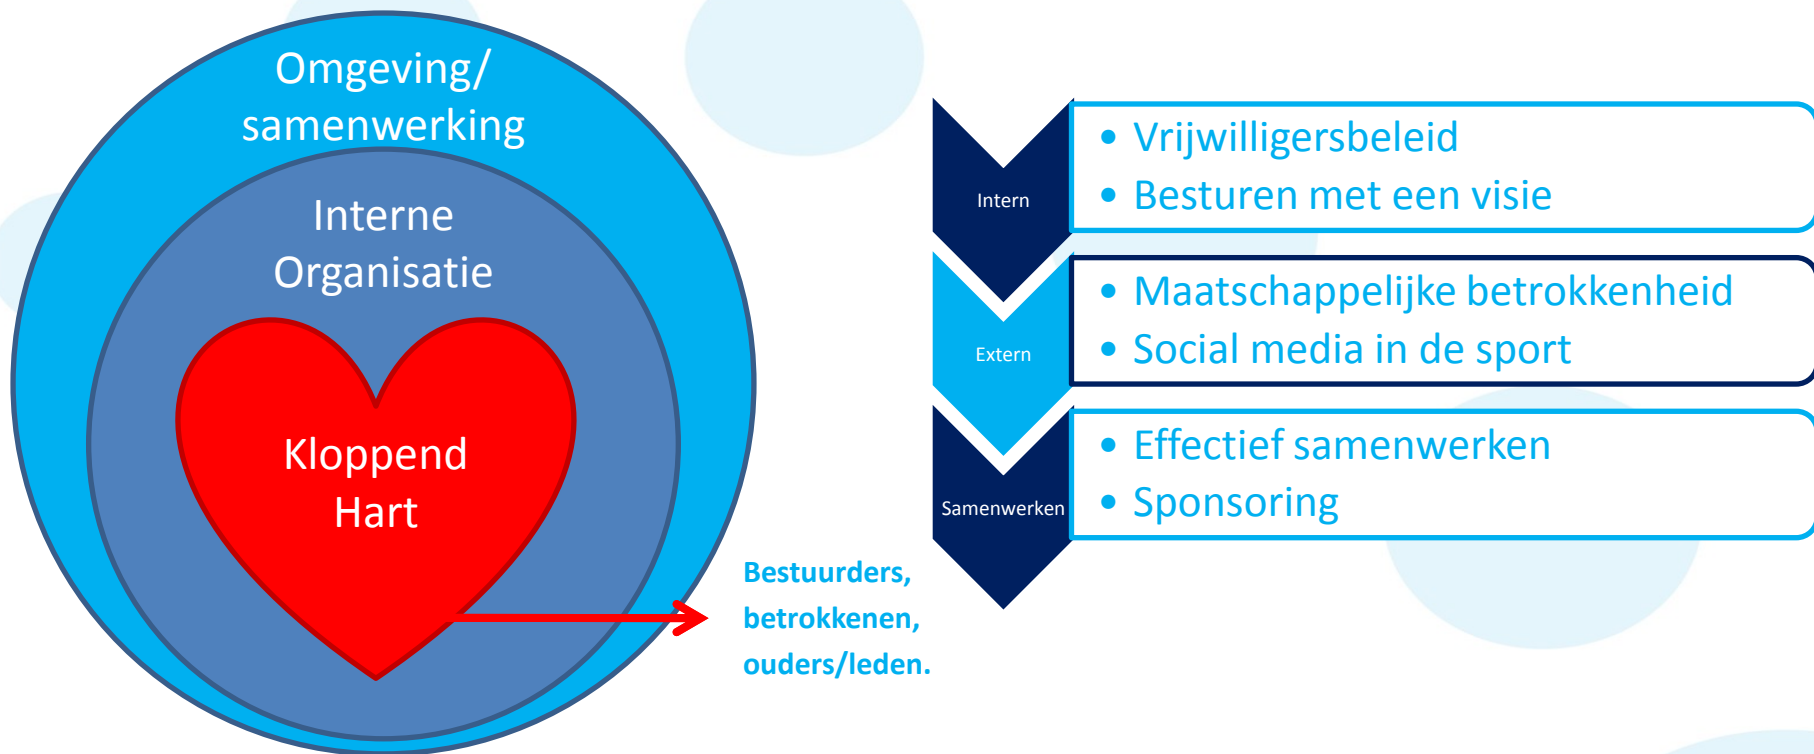 Omgeving/
samenwerking
Interne
Organisatie
Kloppend
Hart
Bestuurders,
betrokkenen,
ouders/leden.
Intern
• Vrijwilligersbeleid
• Besturen met een visie
Extern
• Maatschappelijke betrokkenheid
• Social media in de sport
Samenwerken
• Effectief samenwerken
• Sponsoring